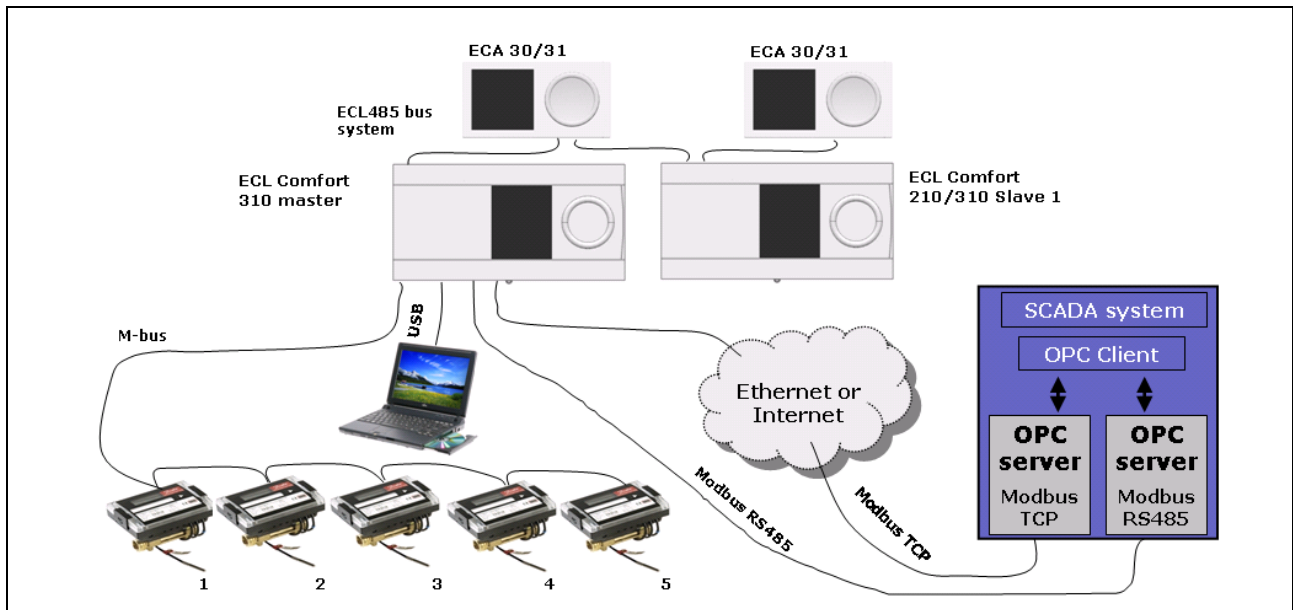 ECA 30/31
ECA 30/31
ECL485 bus
system
ECL Comfort
310 master
ECL Comfort
210/310 Slave 1
M-bus
USB
SCADA system
OPC Client
Ethernet or
Internet
OPC
server
Modbus
TCP
OPC
server
Modbus
RS485
Modbus RS485
Modbus TCP
1
2
3
4
5